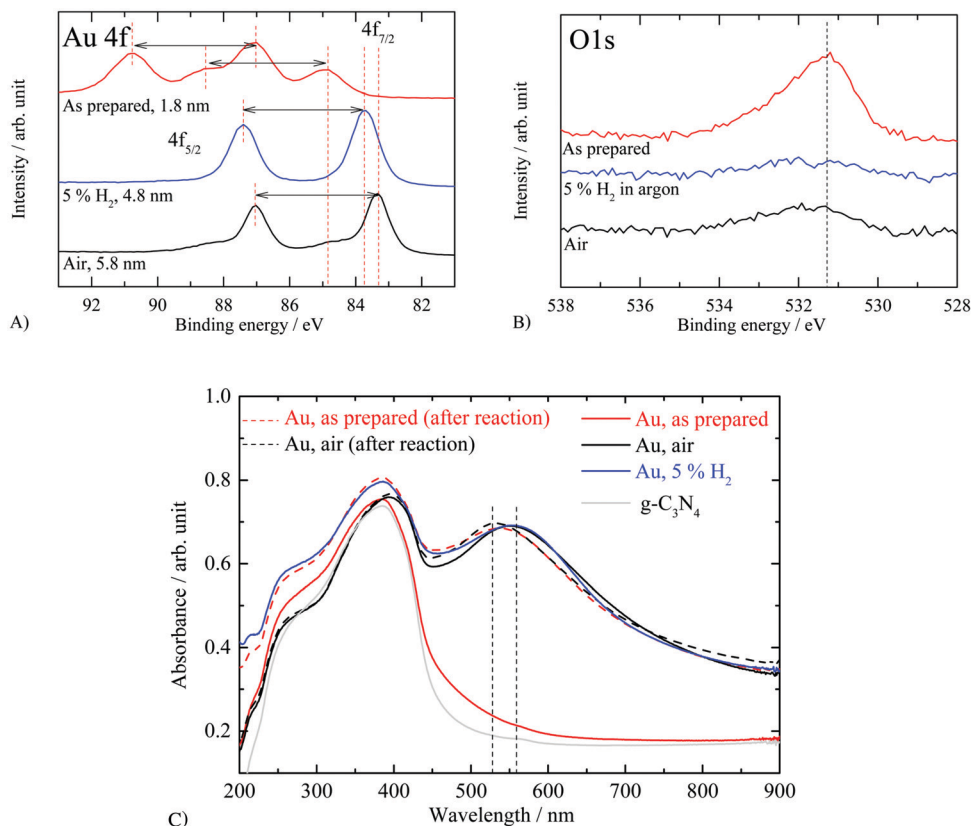 Au 4f
4f7/2
As prepared, 1.8 nm
4f5/2
5 % H2, 4.8 nm
Air, 5.8 nm
Intensity / arb. unit
92 90 88 86 84 82
Binding energy / eV
A)
O1s
As prepared
5 % H2 in argon
Air
Intensity / arb. unit
538 536 534 532 530 528
Binding energy / eV
B)
Au, as prepared (after reaction)
Au, air (after reaction)
Au, as prepared
Au, air
Au, 5 % H2
g-C3N4
Absorbance / arb. unit
1.0
0.8
0.6
0.4
0.2
200 300 400 500 600 700 800 900
Wavelength / nm
C)